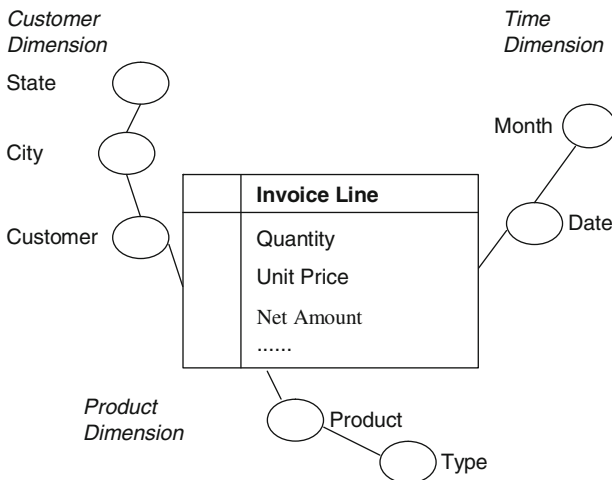 Customer
Dimension
State
City
Customer
Time
Dimension
Month
Date
Invoice Line
Quantity
Unit Price
Net Amount
......
Product
Dimension
Product
Type